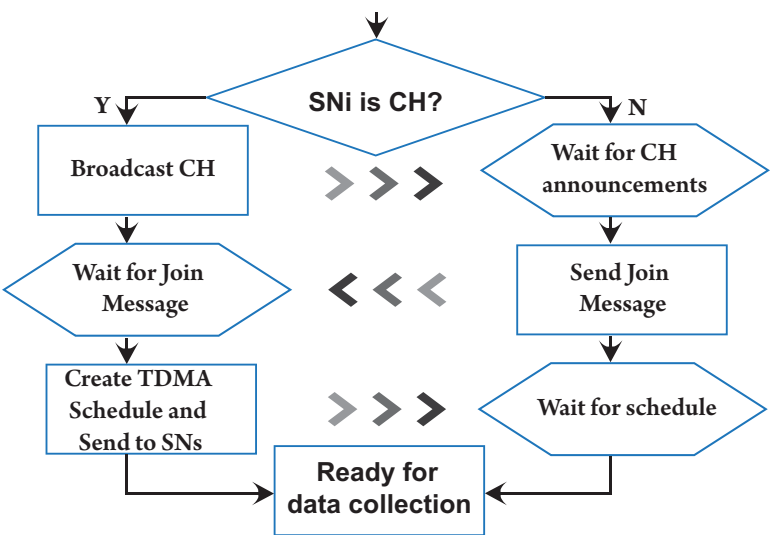 SNi is CH?
Y
N
Broadcast CH
Wait for CH
announcements
Wait for Join
Message
Send Join
Message
Create TDMA
Schedule and
Send to SNs
Wait for schedule
Ready for
data collection